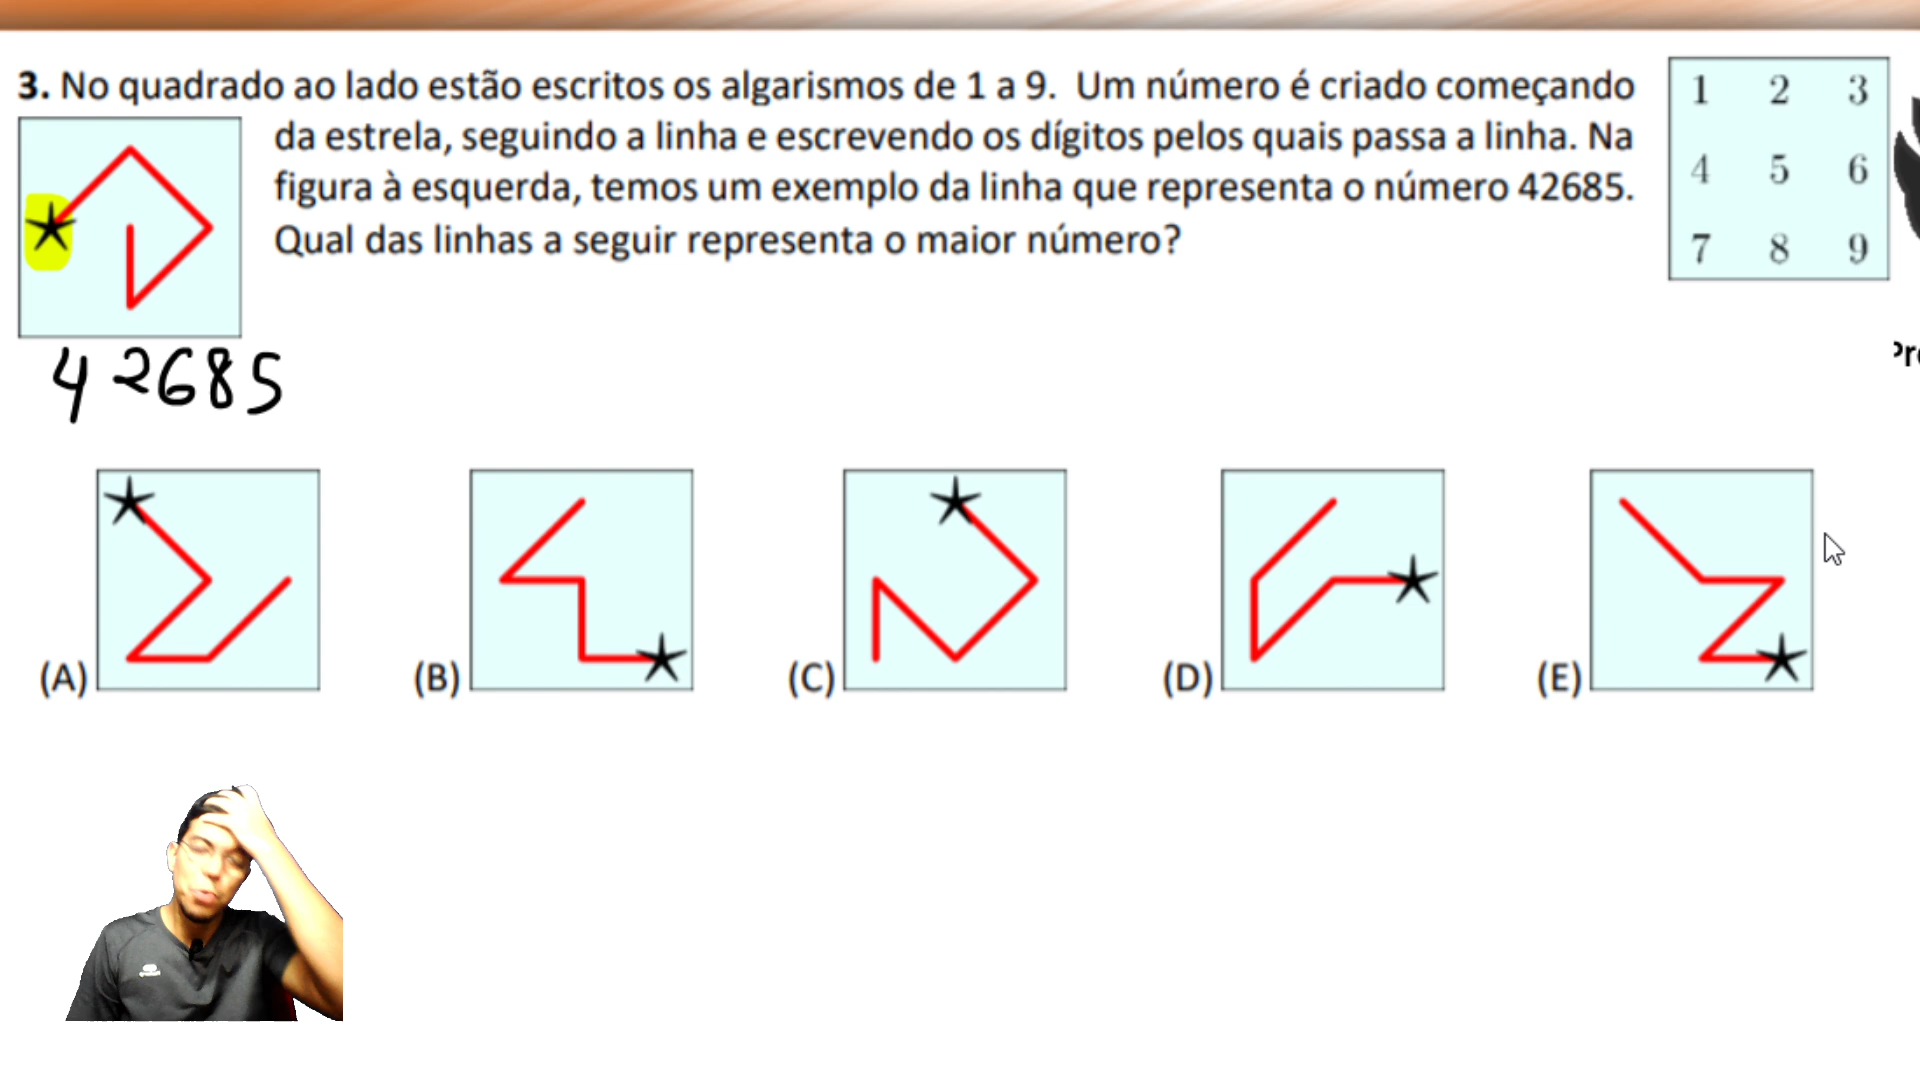 3. No quadrado ao lado estão escritos os algarismos de 1 a 9. Um número é criado começando
da estrela, seguindo a linha e escrevendo os dígitos pelos quais passa a linha. Na
figura à esquerda, temos um exemplo da linha que representa o número 42685.
Qual das linhas a seguir representa o maior número?
1 2 3
4 5 6
7 8 9
42685
(A) (B) (C) (D) (E)